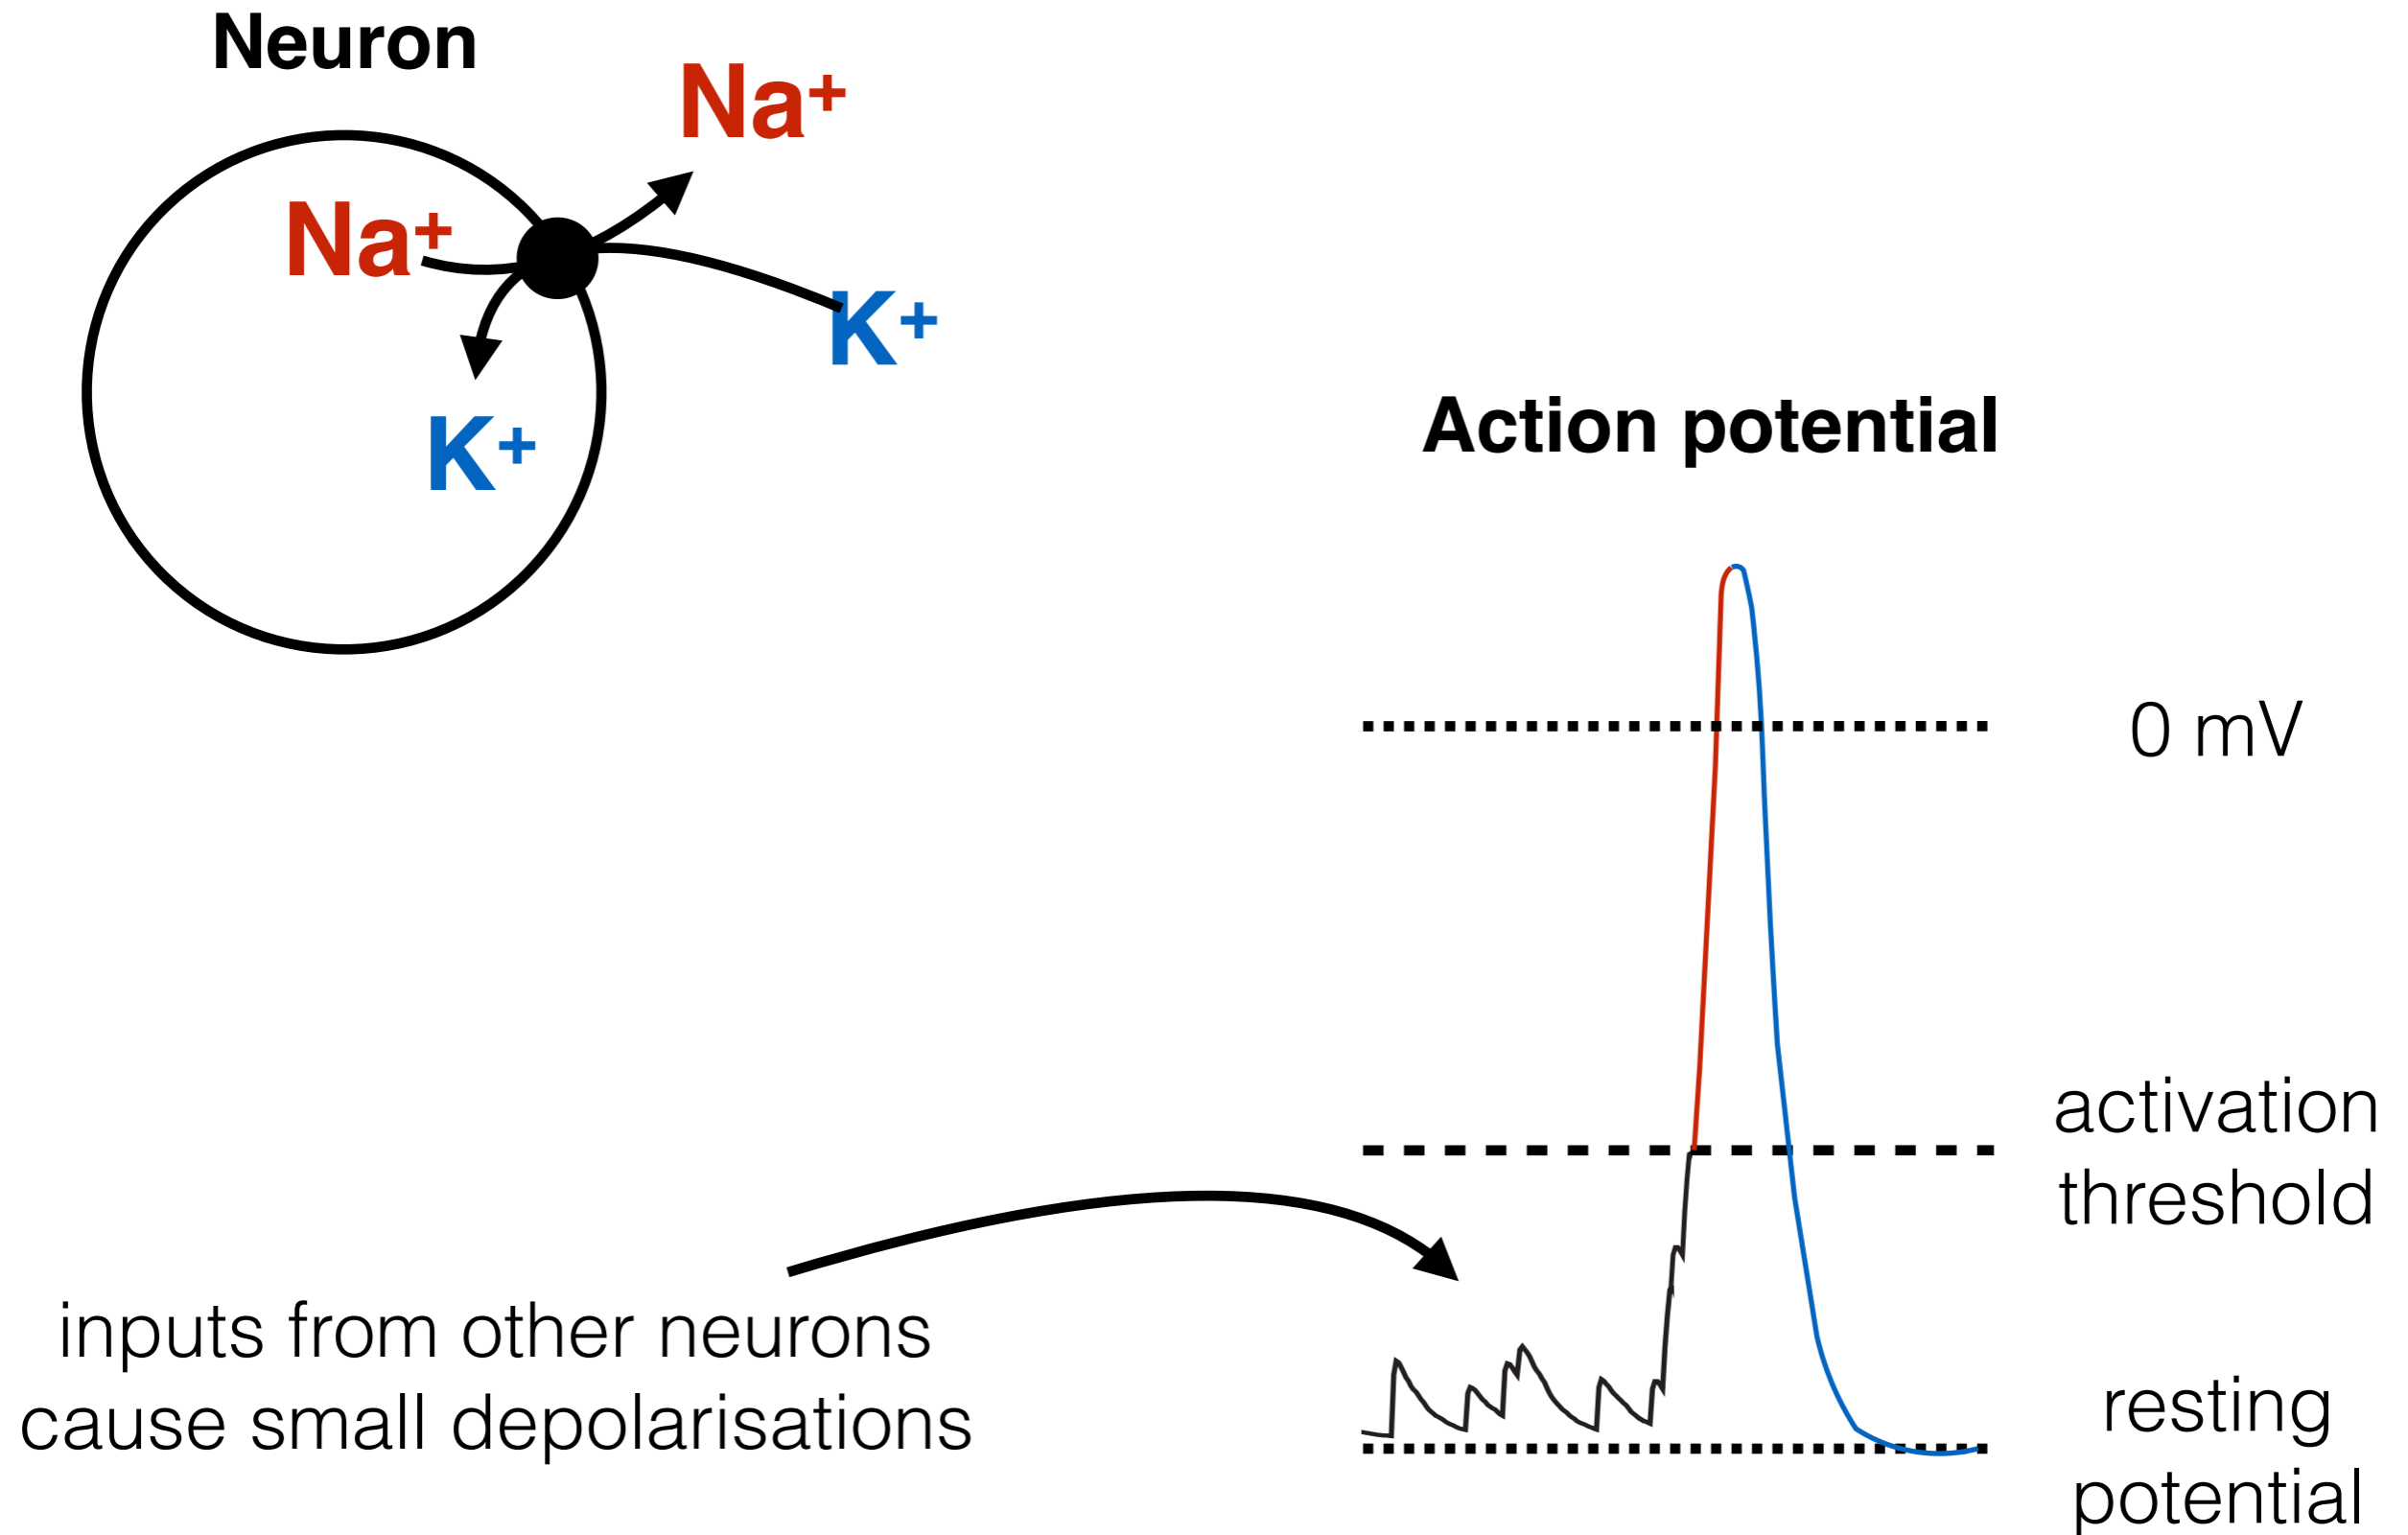 Neuron
Na⁺
Na⁺
K⁺
K⁺
Action potential
0 mV
activation
threshold
inputs from other neurons
cause small depolarisations
resting
potential